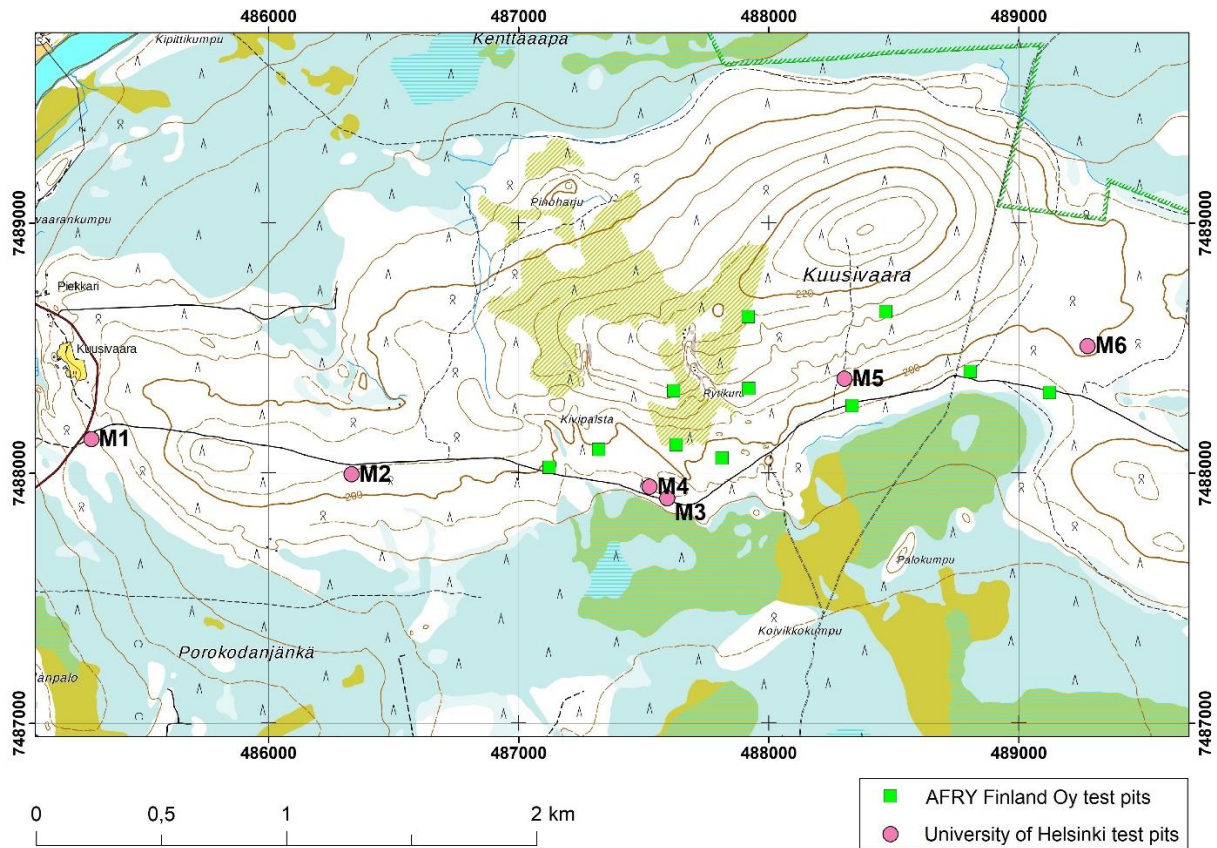 486000 487000 488000 489000
Kipittikumpu
Kenttäaapa
7489000
7489000
Pinoharju
vaarankumpu
Kuusivaara
Piekkari
220
Kuusivaara
M6
M5
200
Rytikuru
Kivipalsta
M1
7488000
M2
M4
7488000
200
M3
Palokumpu
Koivikkokumpu
Porokodanjänkä
anpalo
7487000
7487000
486000 487000 488000 489000
0 0,5 1 2 km
AFRY Finland Oy test pits
University of Helsinki test pits